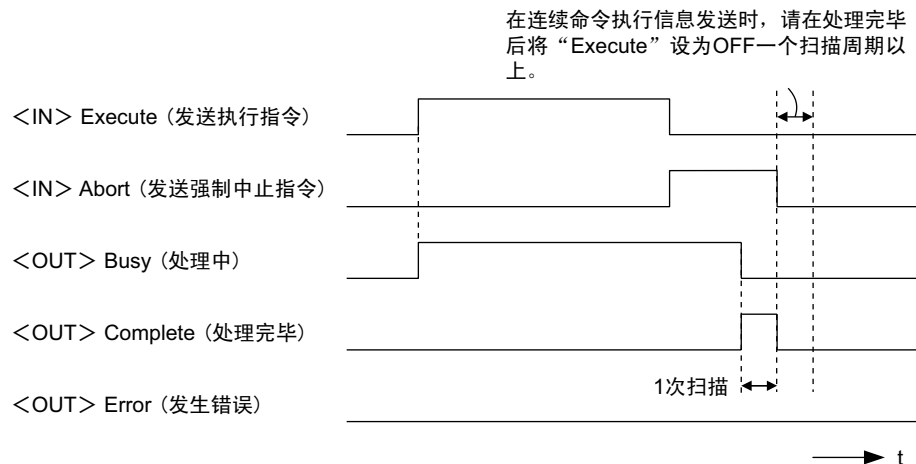 在连续命令执行信息发送时，请在处理完毕
后将“Execute”设为OFF一个扫描周期以
上。
＜IN＞ Execute（发送执行指令）
＜IN＞ Abort（发送强制中止指令）
＜OUT＞ Busy（处理中）
＜OUT＞ Complete（处理完毕）
1次扫描
＜OUT＞ Error（发生错误）
t